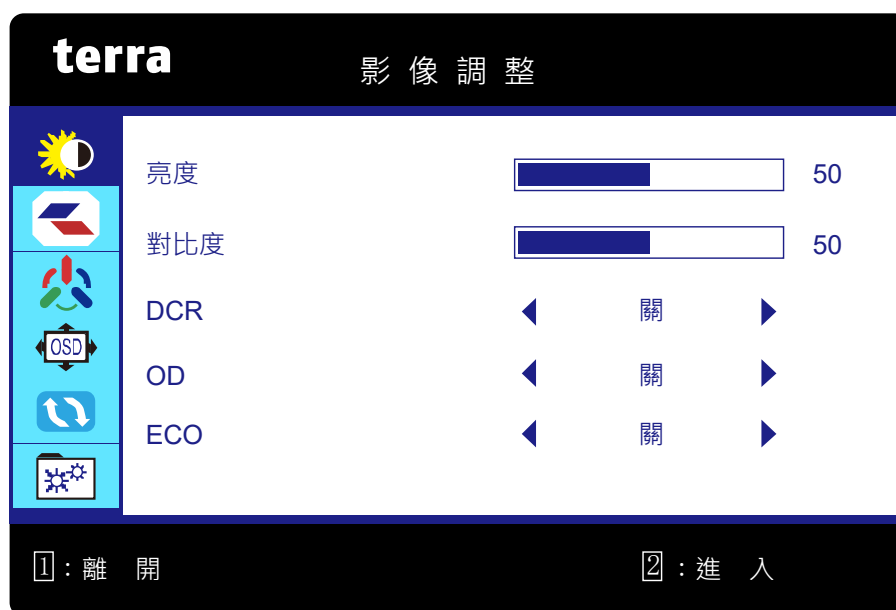 terra
影像調整
亮度 50
對比度 50
DCR 關
OD 關
OSD
ECO 關
1:離 開 2:進 入